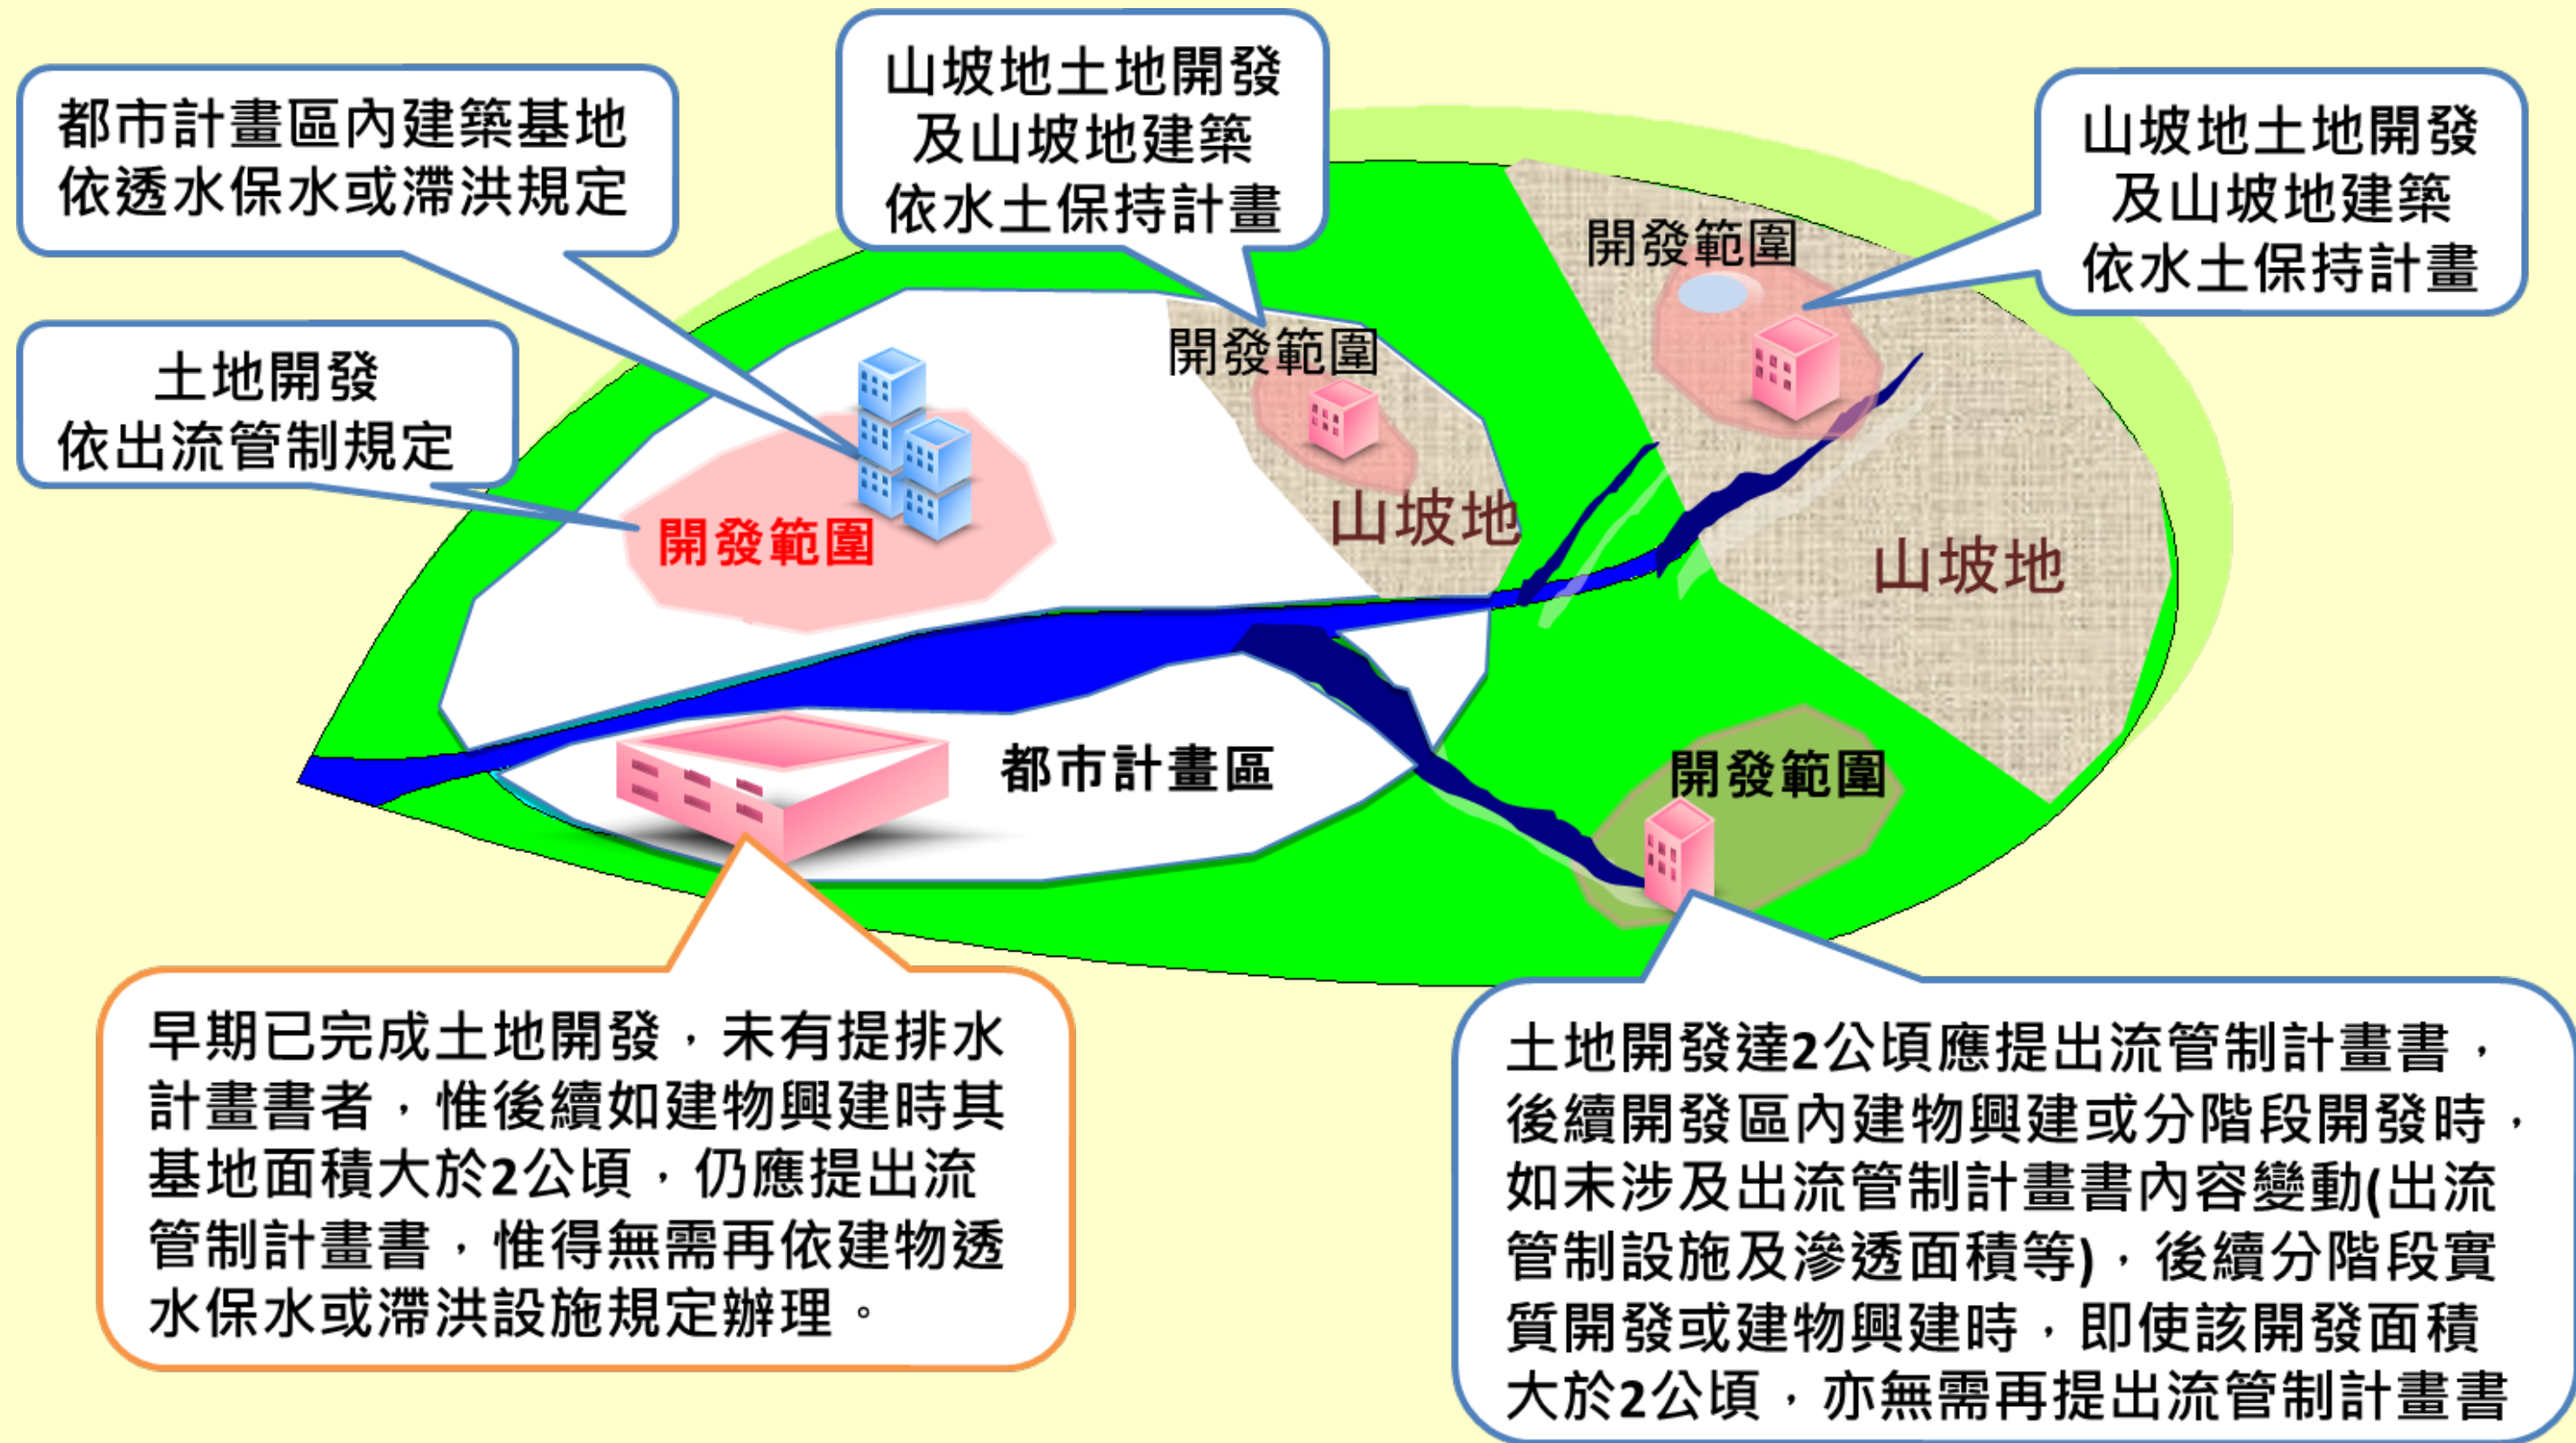 山坡地土地開發
及山坡地建築
依水土保持計畫
都市計畫區內建築基地
依透水保水或滯洪規定
山坡地土地開發
及山坡地建築
依水土保持計畫
土地開發
依出流管制規定
開發範圍
開發範圍
開發範圍
山坡地
山坡地
都市計畫區
開發範圍
早期已完成土地開發，未有提排水
計畫書者，惟後續如建物興建時其
基地面積大於2公頃，仍應提出流
管制計畫書，惟得無需再依建物透
水保水或滯洪設施規定辦理。
土地開發達2公頃應提出流管制計畫書，
後續開發區內建物興建或分階段開發時，
如未涉及出流管制計畫書內容變動(出流
管制設施及滲透面積等)，後續分階段實
質開發或建物興建時，即使該開發面積
大於2公頃，亦無需再提出流管制計畫書